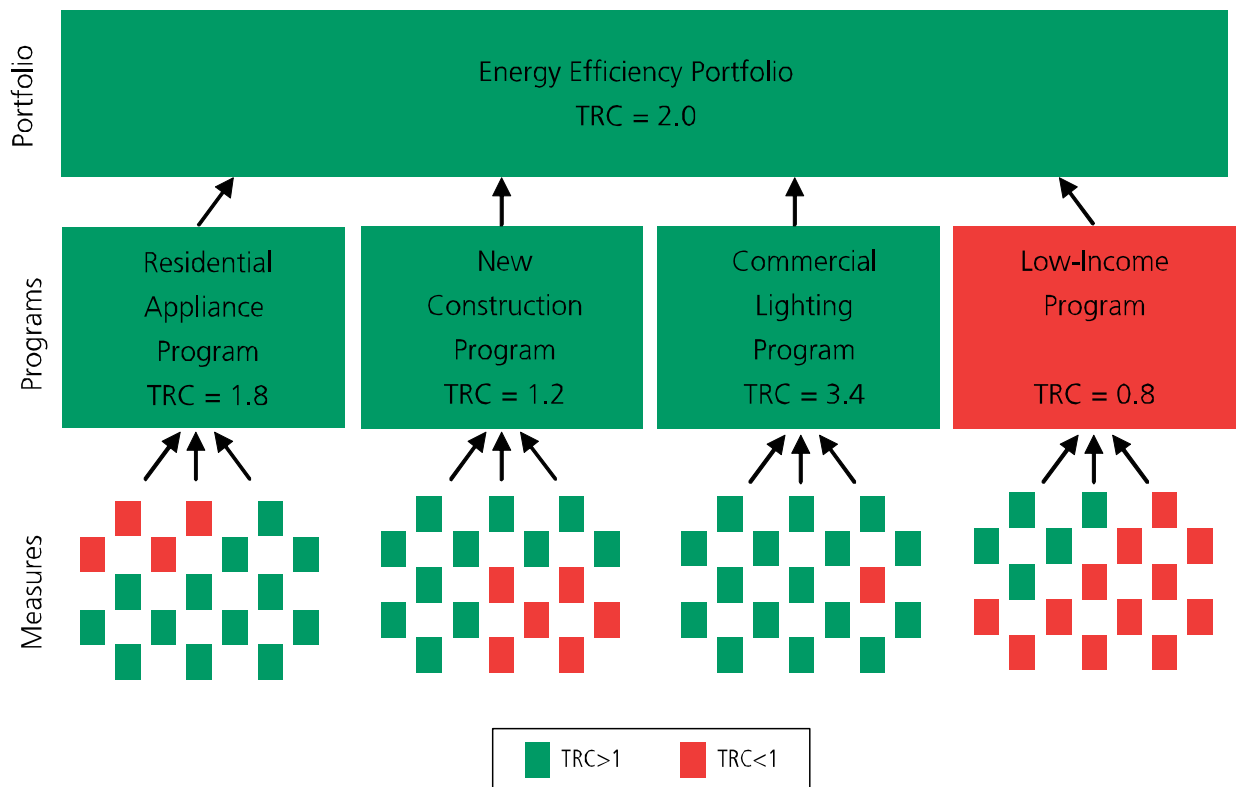 Portfolio
Energy Efficiency Portfolio
TRC = 2.0
Programs
Residential
Appliance
Program
TRC = 1.8
New
Construction
Program
TRC = 1.2
Commercial
Lighting
Program
TRC = 3.4
Low-Income
Program
TRC = 0.8
Measures
TRC>1
TRC<1